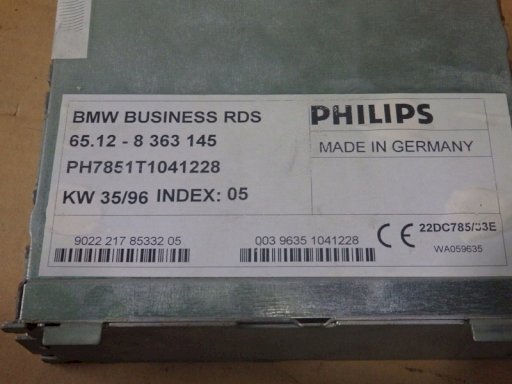 BMW BUSINESS RDS
65.12 - 8 363 145
PH7851T1041228
KW 35/96 INDEX: 05
PHILIPS
MADE IN GERMANY
9022 217 85332 05
003 9635 1041228
CE
22DC785/33E
WA059635